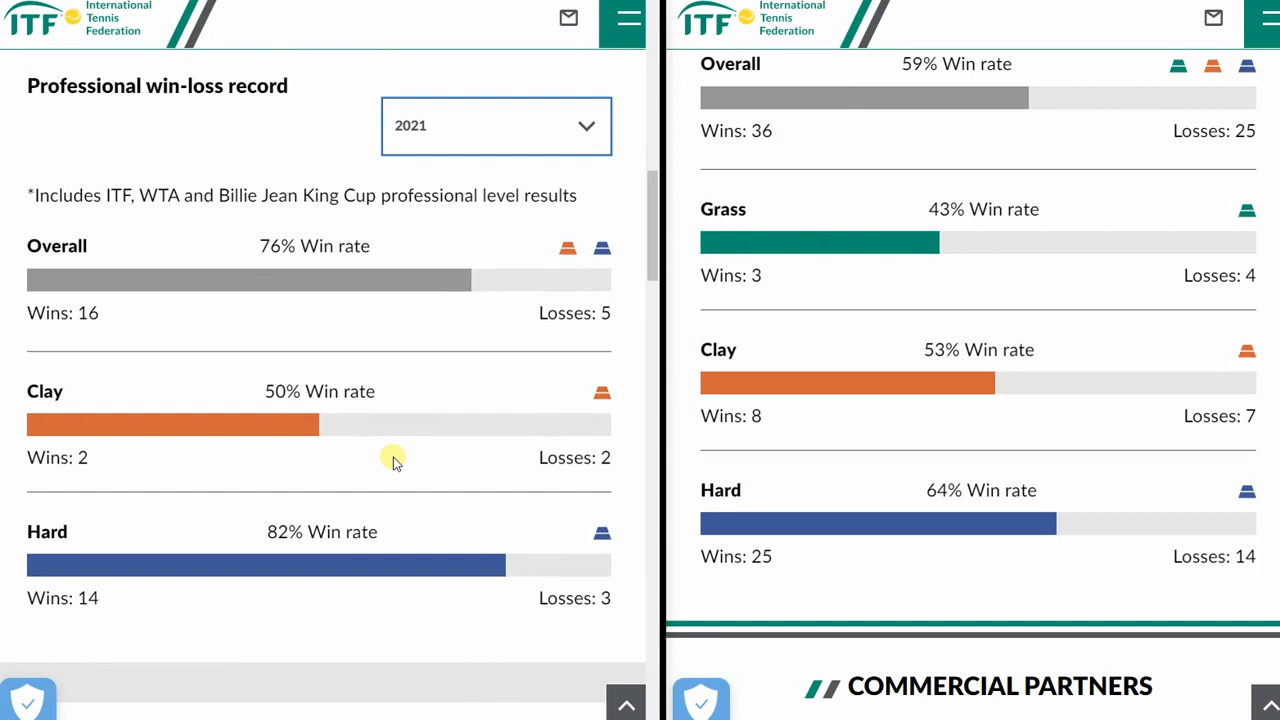 ITF International
Tennis
Federation
Professional win-loss record
2021
*Includes ITF, WTA and Billie Jean King Cup professional level results
Overall 76% Win rate
Wins: 16 Losses: 5
Clay 50% Win rate
Wins: 2 Losses: 2
Hard 82% Win rate
Wins: 14 Losses: 3
ITF International
Tennis
Federation
Overall 59% Win rate
Wins: 36 Losses: 25
Grass 43% Win rate
Wins: 3 Losses: 4
Clay 53% Win rate
Wins: 8 Losses: 7
Hard 64% Win rate
Wins: 25 Losses: 14
COMMERCIAL PARTNERS